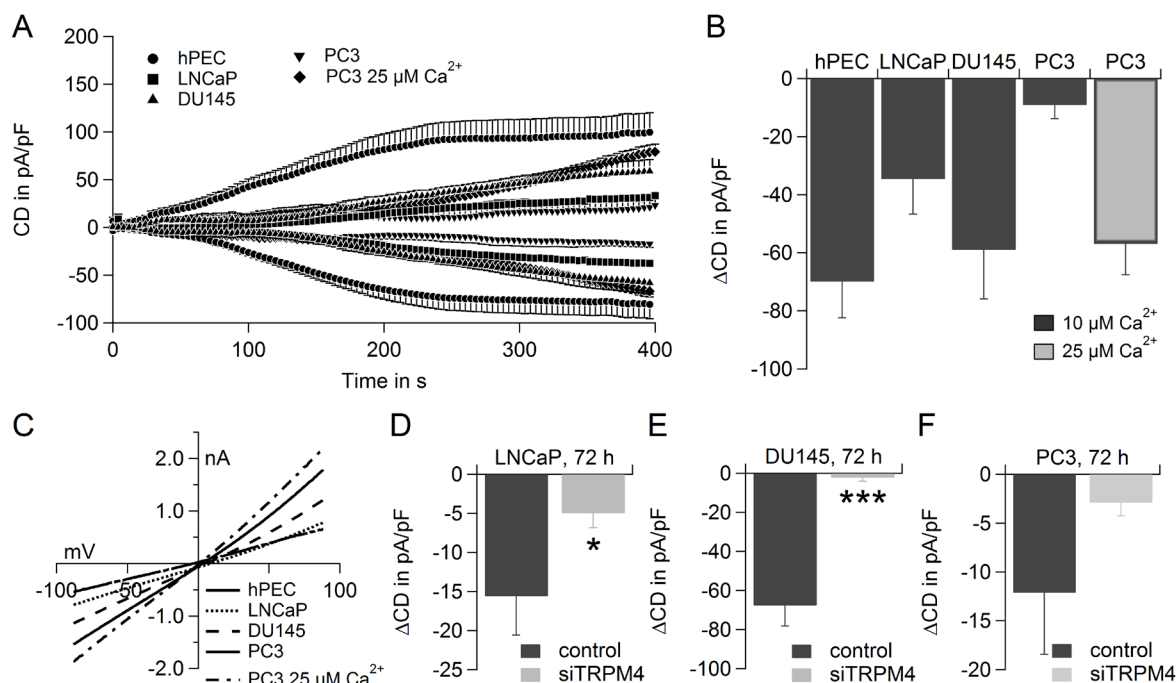 A
200
150
100
50
0
-50
-100
CD in pA/pF
hPEC
LNCaP
DU145
PC3
PC3 25 µM Ca2+
0 100 200 300 400
Time in s
B
hPEC LNCaP DU145 PC3 PC3
0
-20
-40
-60
-80
-100
ΔCD in pA/pF
10 µM Ca2+
25 µM Ca2+
C
2.0
nA
1.0
mV
-100 -50 50 100
-1.0
-2.0
hPEC
LNCaP
DU145
PC3
PC3 25 µM Ca2+
D
LNCaP, 72 h
0
-5
-10
-15
-20
-25
ΔCD in pA/pF
*
control
siTRPM4
E
DU145, 72 h
0
-20
-40
-60
-80
-100
ΔCD in pA/pF
***
control
siTRPM4
F
PC3, 72 h
0
-5
-10
-15
-20
ΔCD in pA/pF
control
siTRPM4